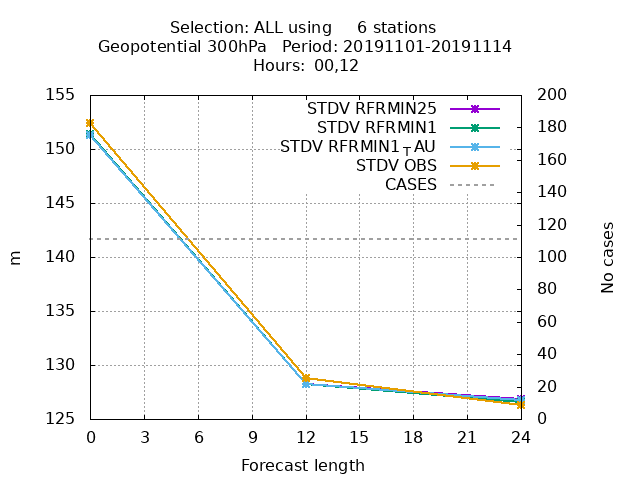 Selection: ALL using     6 stations
Geopotential 300hPa   Period: 20191101-20191114
Hours:  00,12
155
150
145
140
135
130
125
200
180
160
140
120
100
80
60
40
20
0
STDV RFRMIN25
STDV RFRMIN1
STDV RFRMIN1┬AU
STDV OBS
CASES
m
No cases
0 3 6 9 12 15 18 21 24
Forecast length